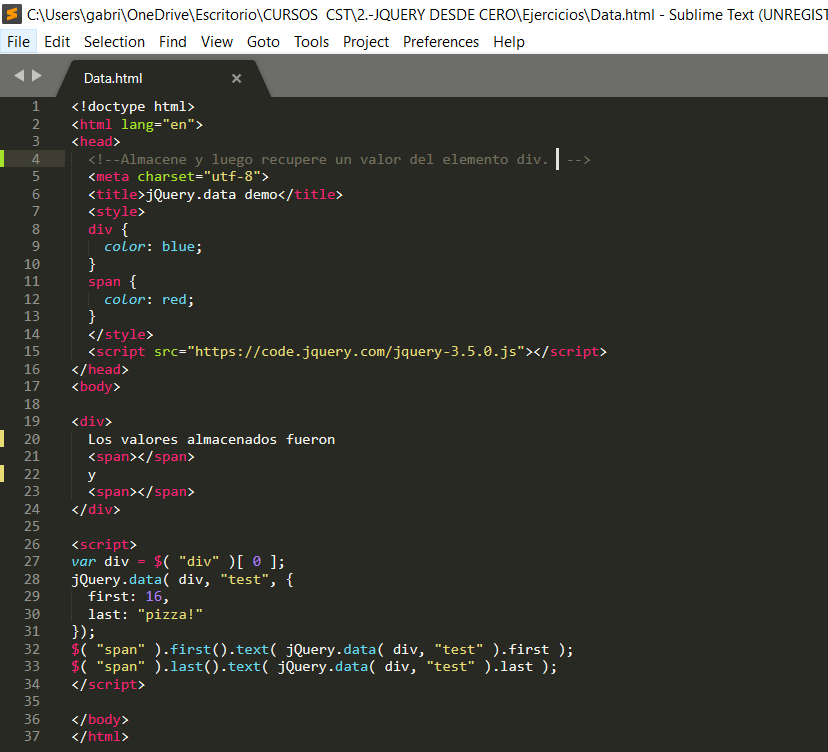 C:\Users\gabri\OneDrive\Escritorio\CURSOS  CST\2.-JQUERY DESDE CERO\Ejercicios\Data.html - Sublime Text (UNREGIST
File Edit Selection Find View Goto Tools Project Preferences Help
Data.html
1 <!doctype html>
2 <html lang="en">
3 <head>
4   <!--Almacene y luego recupere un valor del elemento div.  -->
5   <meta charset="utf-8">
6   <title>jQuery.data demo</title>
7   <style>
8   div {
9     color: blue;
10   }
11   span {
12     color: red;
13   }
14   </style>
15   <script src="https://code.jquery.com/jquery-3.5.0.js"></script>
16 </head>
17 <body>
18
19 <div>
20   Los valores almacenados fueron
21   <span></span>
22   y
23   <span></span>
24 </div>
25
26 <script>
27 var div = $( "div" )[ 0 ];
28 jQuery.data( div, "test", {
29   first: 16,
30   last: "pizza!"
31 });
32 $( "span" ).first().text( jQuery.data( div, "test" ).first );
33 $( "span" ).last().text( jQuery.data( div, "test" ).last );
34 </script>
35
36 </body>
37 </html>